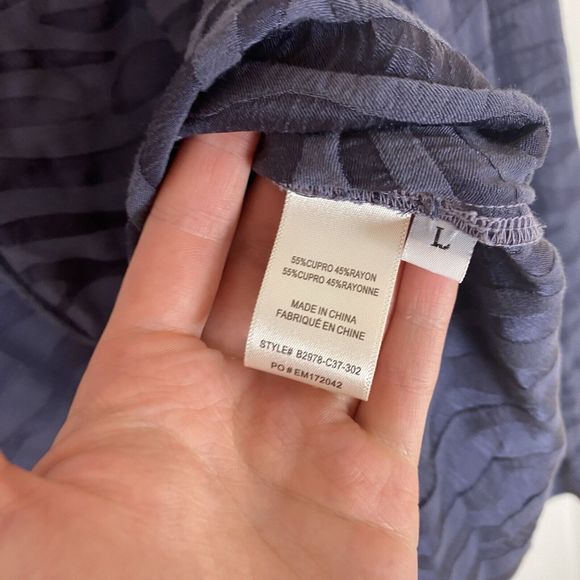 55%CUPRO 45%RAYON
55%CUPRO 45%RAYONNE
MADE IN CHINA
FABRIQUÉ EN CHINE
STYLE# B2978-C37-302
PO # EM172042
L